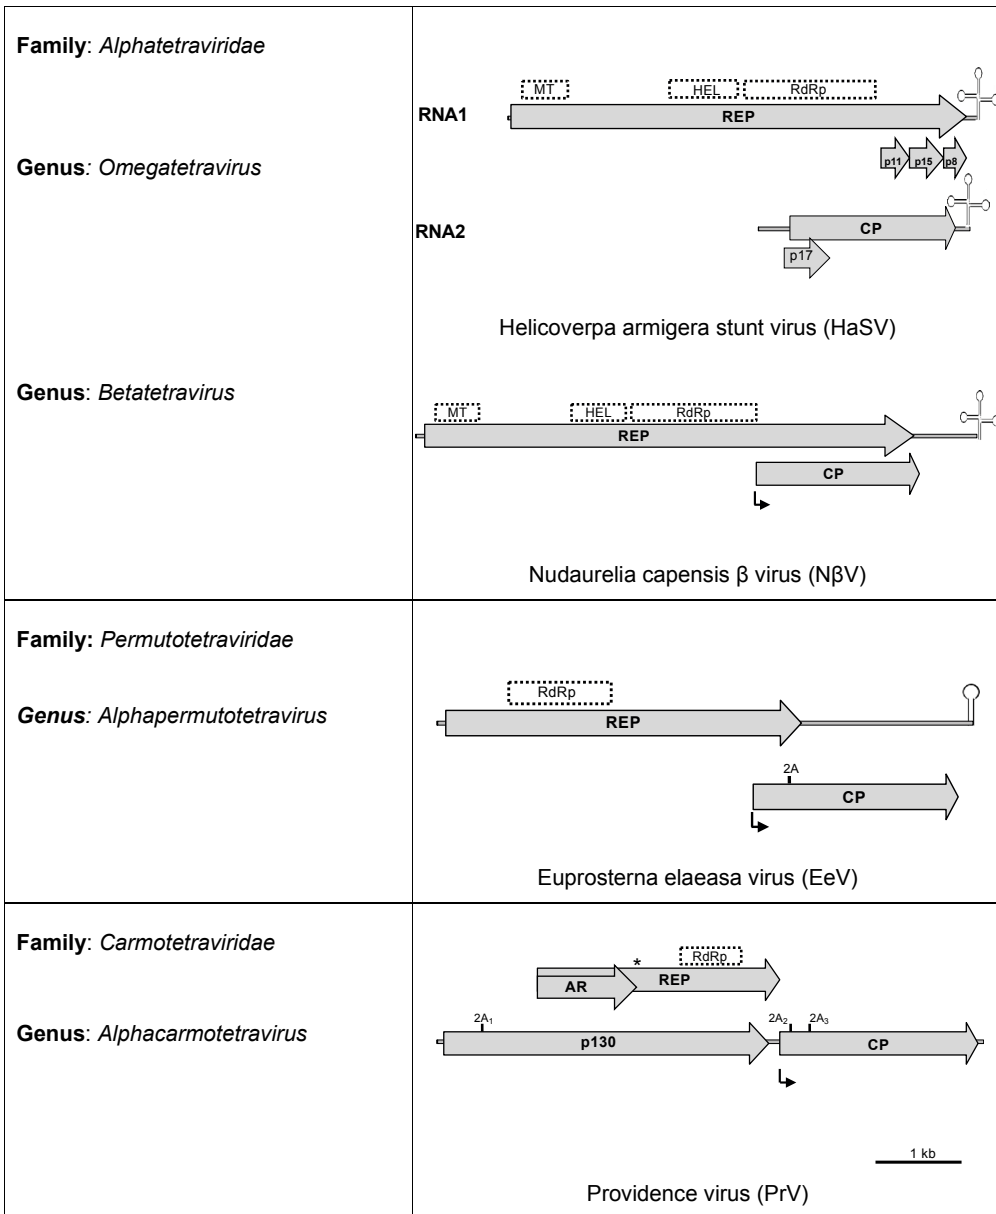 Family: Alphatetraviridae
MT
HEL
RdRp
RNA1
REP
Genus: Omegatetravirus
p11
p15
p8
RNA2
CP
p17
Helicoverpa armigera stunt virus (HaSV)
Genus: Betatetravirus
MT
HEL
RdRp
REP
CP
Nudaurelia capensis β virus (NβV)
Family: Permutotetraviridae
RdRp
Genus: Alphapermutotetravirus
REP
2A
CP
Euprosterna elaeasa virus (EeV)
Family: Carmotetraviridae
*
RdRp
AR
REP
Genus: Alphacarmotetravirus
2A₁
2A₂
2A₃
p130
CP
1 kb
Providence virus (PrV)